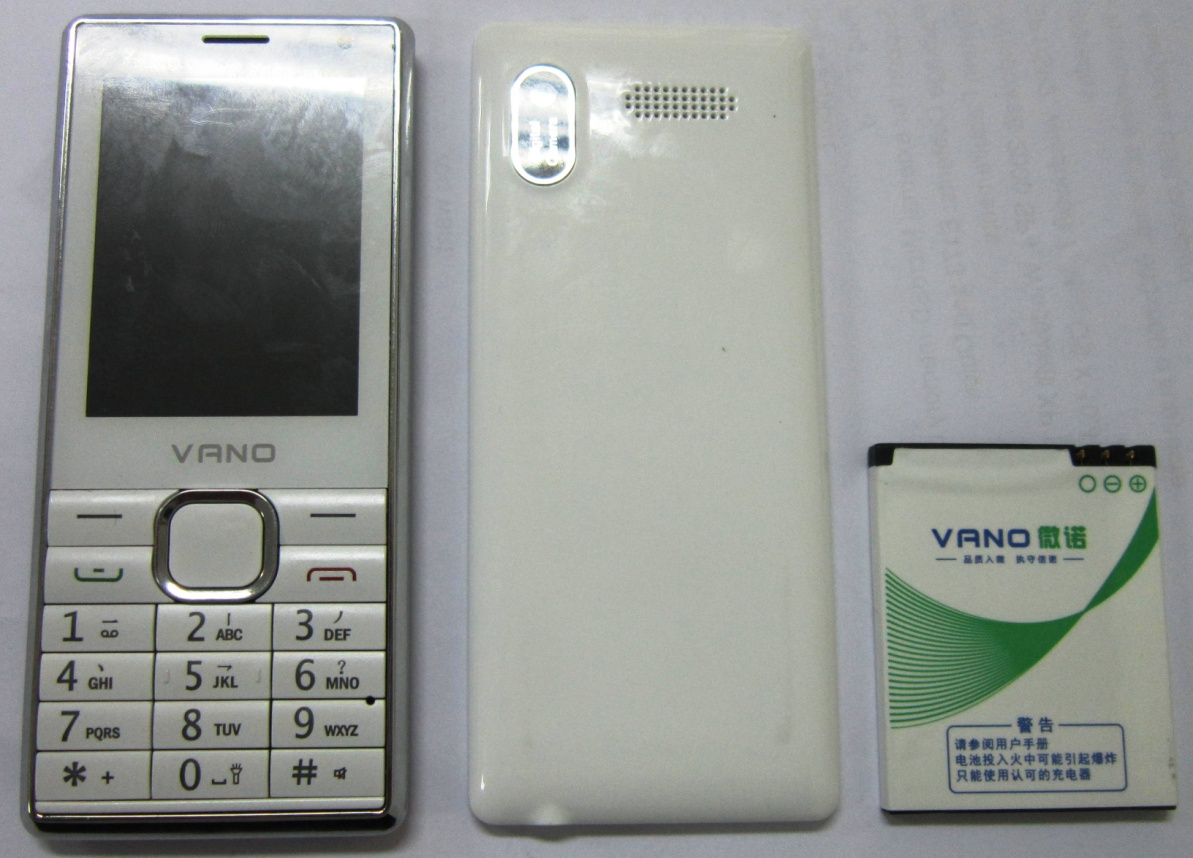 VANO
1
2 ABC
3 DEF
4 GHI
5 JKL
6 MNO
7 PQRS
8 TUV
9 WXYZ
* +
0
#
VANO 微诺
品质入微 执守信诺
警告
请参阅用户手册
电池投入火中可能引起爆炸
只能使用认可的充电器